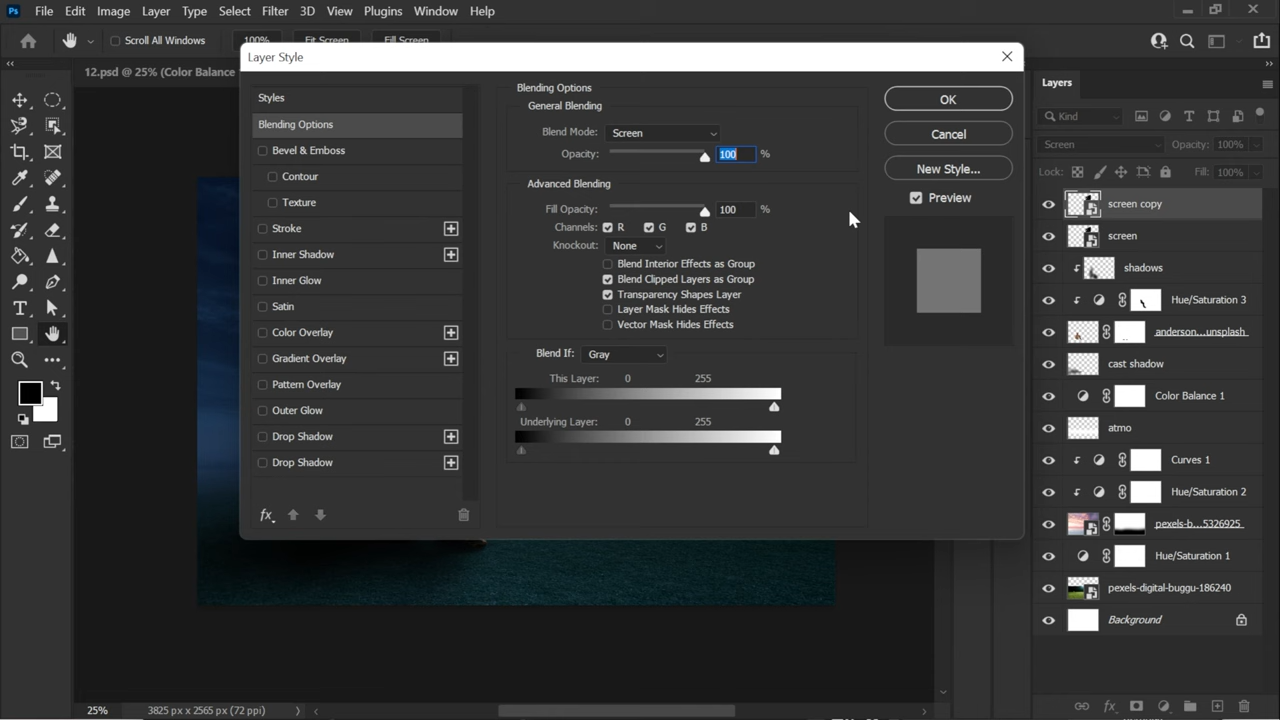 Ps File Edit Image Layer Type Select Filter 3D View Plugins Window Help
Scroll All Windows 100% Fit Screen Fill Screen
12.psd @ 25% (Color Balance
Layer Style
Styles
Blending Options
Bevel & Emboss
Contour
Texture
Stroke
Inner Shadow
Inner Glow
Satin
Color Overlay
Gradient Overlay
Pattern Overlay
Outer Glow
Drop Shadow
Drop Shadow
fx
Blending Options
General Blending
Blend Mode: Screen
Opacity: 100 %
Advanced Blending
Fill Opacity: 100 %
Channels: R G B
Knockout: None
Blend Interior Effects as Group
Blend Clipped Layers as Group
Transparency Shapes Layer
Layer Mask Hides Effects
Vector Mask Hides Effects
Blend If: Gray
This Layer: 0 255
Underlying Layer: 0 255
OK
Cancel
New Style...
Preview
Layers
Kind
Screen Opacity: 100%
Lock: Fill: 100%
screen copy
screen
shadows
Hue/Saturation 3
anderson...unsplash
cast shadow
Color Balance 1
atmo
Curves 1
Hue/Saturation 2
pexels-b...5326925
Hue/Saturation 1
pexels-digital-buggu-186240
Background
fx
25% 3825 px x 2565 px (72 ppi)